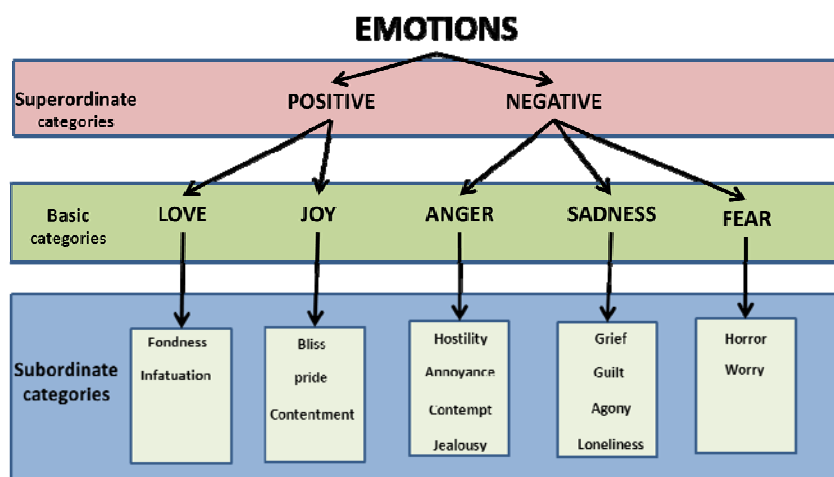 EMOTIONS
Superordinate
categories
POSITIVE
NEGATIVE
Basic
categories
LOVE
JOY
ANGER
SADNESS
FEAR
Subordinate
categories
Fondness
Infatuation
Bliss
pride
Contentment
Hostility
Annoyance
Contempt
Jealousy
Grief
Guilt
Agony
Loneliness
Horror
Worry